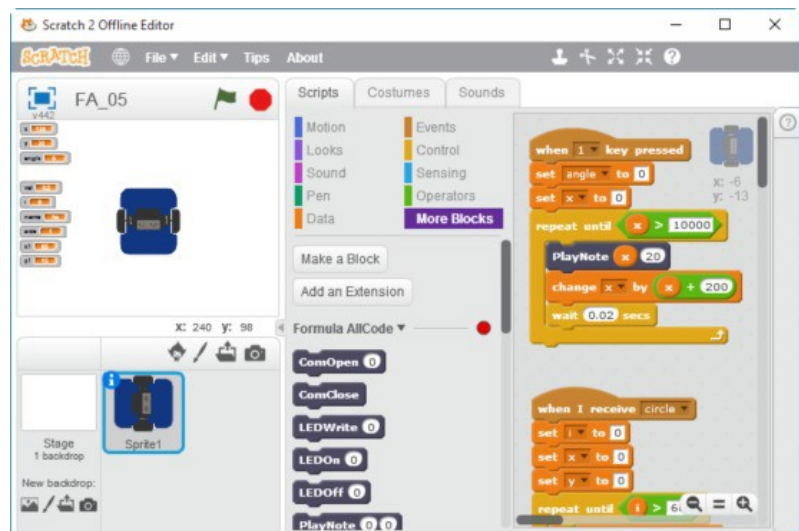 Scratch 2 Offline Editor
SCRATCH File Edit Tips About
FA_05
v442
x
angle
X: 240 Y: 98
Sprite1
Stage
1 backdrop
New backdrop:
Scripts Costumes Sounds
Motion Events
Looks Control
Sound Sensing
Pen Operators
Data More Blocks
Make a Block
Add an Extension
Formula AllCode
ComOpen 0
ComClose
LEDWrite 0
LEDOn 0
LEDOff 0
PlayNote 0 0
when 1 key pressed
set angle to 0
set x to 0
repeat until x > 10000
PlayNote x 20
change x by x + 200
wait 0.02 secs
x: -6
y: -13
when I receive circle
set i to 0
set x to 0
set y to 0
repeat until i >